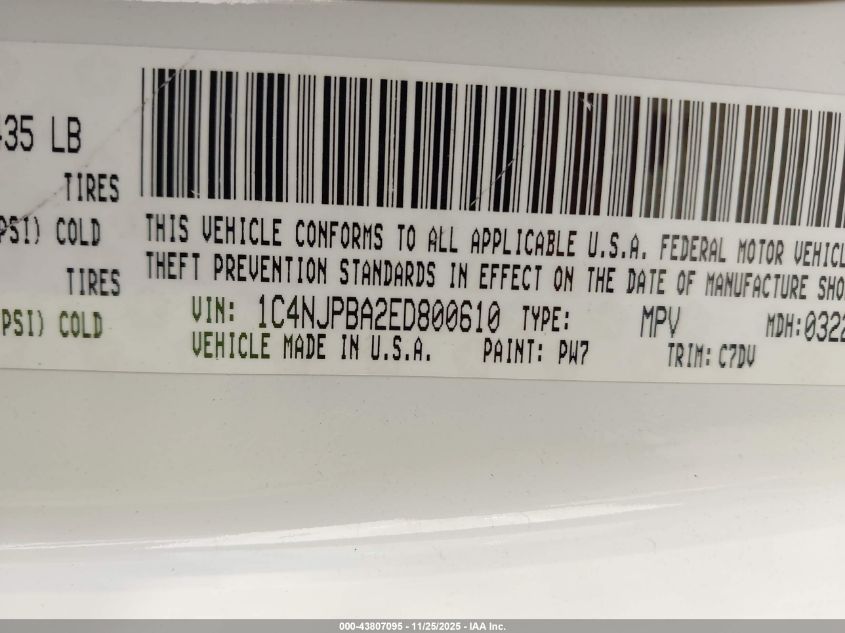 435 LB
TIRES
PSI) COLD
TIRES
PSI) COLD
THIS VEHICLE CONFORMS TO ALL APPLICABLE U.S.A. FEDERAL MOTOR VEHICL
THEFT PREVENTION STANDARDS IN EFFECT ON THE DATE OF MANUFACTURE SHO
VIN: 1C4NJPBA2ED800610 TYPE: MPV MDH: 0322
VEHICLE MADE IN U.S.A. PAINT: PW7 TRIM: C7DV
000-43807095 - 11/25/2025 - IAA Inc.